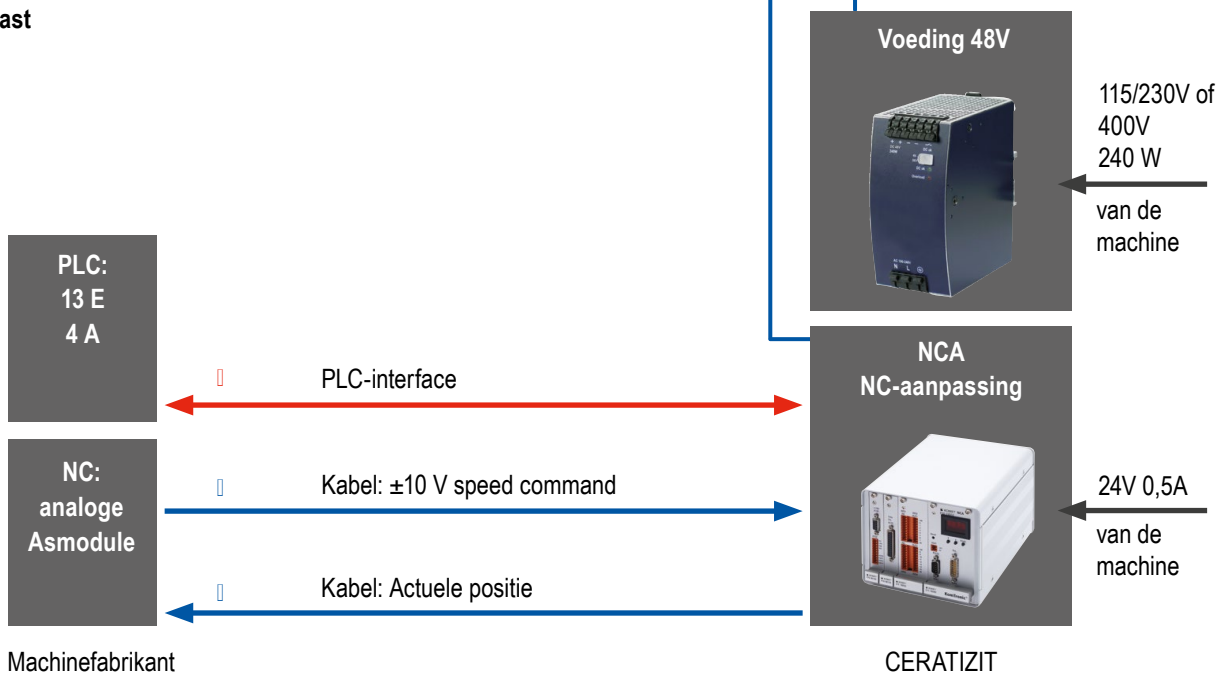 ast
Voeding 48V
115/230V of
400V
240 W
van de
machine
PLC:
13 E
4 A
PLC-interface
NCA
NC-aanpassing
NC:
analoge
Asmodule
Kabel: ±10 V speed command
Kabel: Actuele positie
24V 0,5A
van de
machine
Machinefabrikant
CERATIZIT